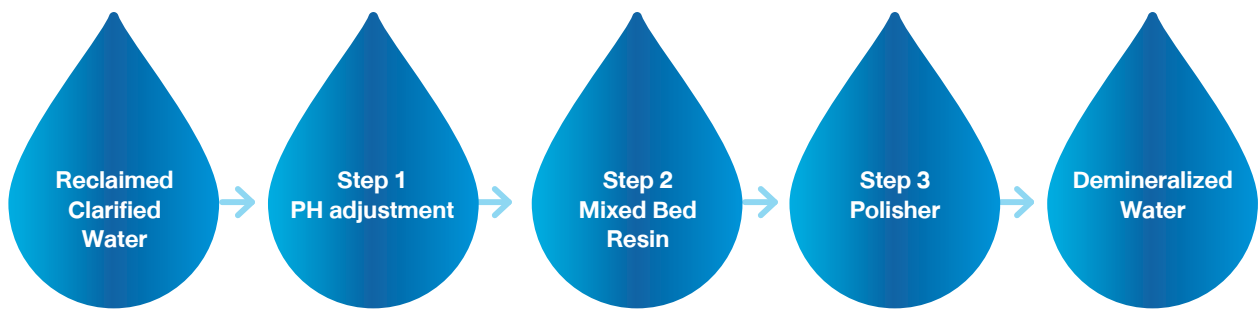 Reclaimed
Clarified
Water
Step 1
PH adjustment
Step 2
Mixed Bed
Resin
Step 3
Polisher
Demineralized
Water